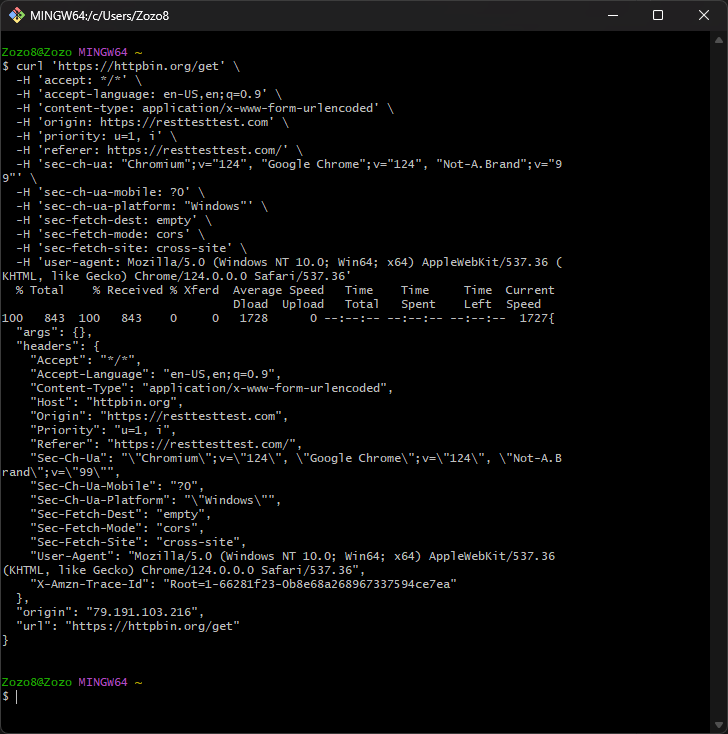 MINGW64:/c/Users/Zozo8
Zozo8@Zozo MINGW64 ~
$ curl 'https://httpbin.org/get' \
  -H 'accept: */*' \
  -H 'accept-language: en-US,en;q=0.9' \
  -H 'content-type: application/x-www-form-urlencoded' \
  -H 'origin: https://resttesttest.com' \
  -H 'priority: u=1, i' \
  -H 'referer: https://resttesttest.com/' \
  -H 'sec-ch-ua: "Chromium";v="124", "Google Chrome";v="124", "Not-A.Brand";v="9
9"' \
  -H 'sec-ch-ua-mobile: ?0' \
  -H 'sec-ch-ua-platform: "Windows"' \
  -H 'sec-fetch-dest: empty' \
  -H 'sec-fetch-mode: cors' \
  -H 'sec-fetch-site: cross-site' \
  -H 'user-agent: Mozilla/5.0 (Windows NT 10.0; Win64; x64) AppleWebKit/537.36 (
KHTML, like Gecko) Chrome/124.0.0.0 Safari/537.36'
  % Total    % Received % Xferd  Average Speed   Time    Time     Time  Current
                                 Dload  Upload   Total   Spent    Left  Speed
100   843  100   843    0     0   1728      0 --:--:-- --:--:-- --:--:--  1727{
  "args": {},
  "headers": {
    "Accept": "*/*",
    "Accept-Language": "en-US,en;q=0.9",
    "Content-Type": "application/x-www-form-urlencoded",
    "Host": "httpbin.org",
    "Origin": "https://resttesttest.com",
    "Priority": "u=1, i",
    "Referer": "https://resttesttest.com/",
    "Sec-Ch-Ua": "\"Chromium\";v=\"124\", \"Google Chrome\";v=\"124\", \"Not-A.B
rand\";v=\"99\"",
    "Sec-Ch-Ua-Mobile": "?0",
    "Sec-Ch-Ua-Platform": "\"Windows\"",
    "Sec-Fetch-Dest": "empty",
    "Sec-Fetch-Mode": "cors",
    "Sec-Fetch-Site": "cross-site",
    "User-Agent": "Mozilla/5.0 (Windows NT 10.0; Win64; x64) AppleWebKit/537.36
(KHTML, like Gecko) Chrome/124.0.0.0 Safari/537.36",
    "X-Amzn-Trace-Id": "Root=1-66281f23-0b8e68a268967337594ce7ea"
  },
  "origin": "79.191.103.216",
  "url": "https://httpbin.org/get"
}
Zozo8@Zozo MINGW64 ~
$